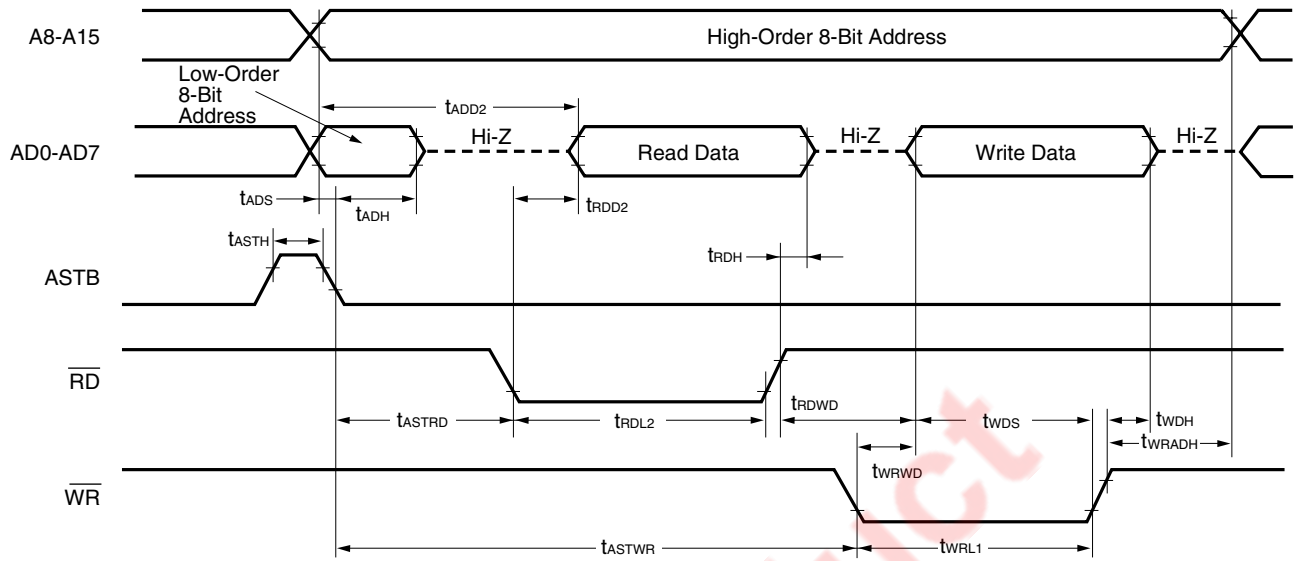 A8-A15
High-Order 8-Bit Address
Low-Order
8-Bit
Address
tADD2
AD0-AD7
Hi-Z
Read Data
Hi-Z
Write Data
Hi-Z
tADS
tADH
tRDD2
tASTH
tRDH
ASTB
RD
tASTRD
tRDL2
tRDWD
tWDS
tWDH
tWRADH
tWRWD
WR
tASTWR
tWRL1